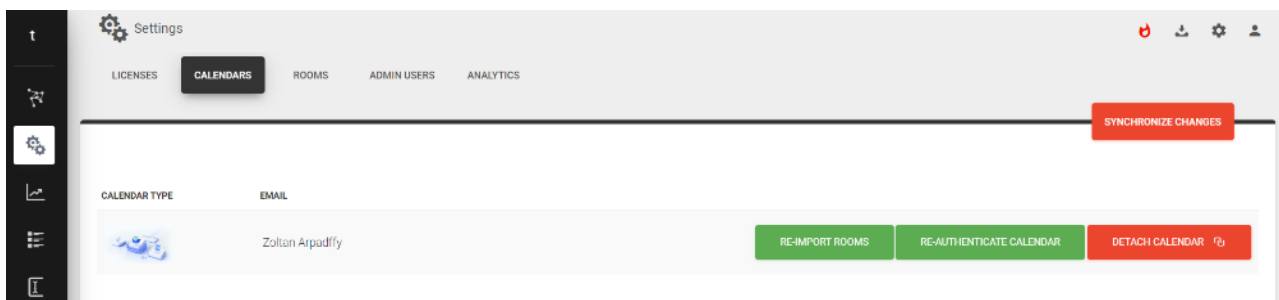 t
Settings
LICENSES
CALENDARS
ROOMS
ADMIN USERS
ANALYTICS
SYNCHRONIZE CHANGES
CALENDAR TYPE
EMAIL
Zoltan Arpadffy
RE-IMPORT ROOMS
RE-AUTHENTICATE CALENDAR
DETACH CALENDAR